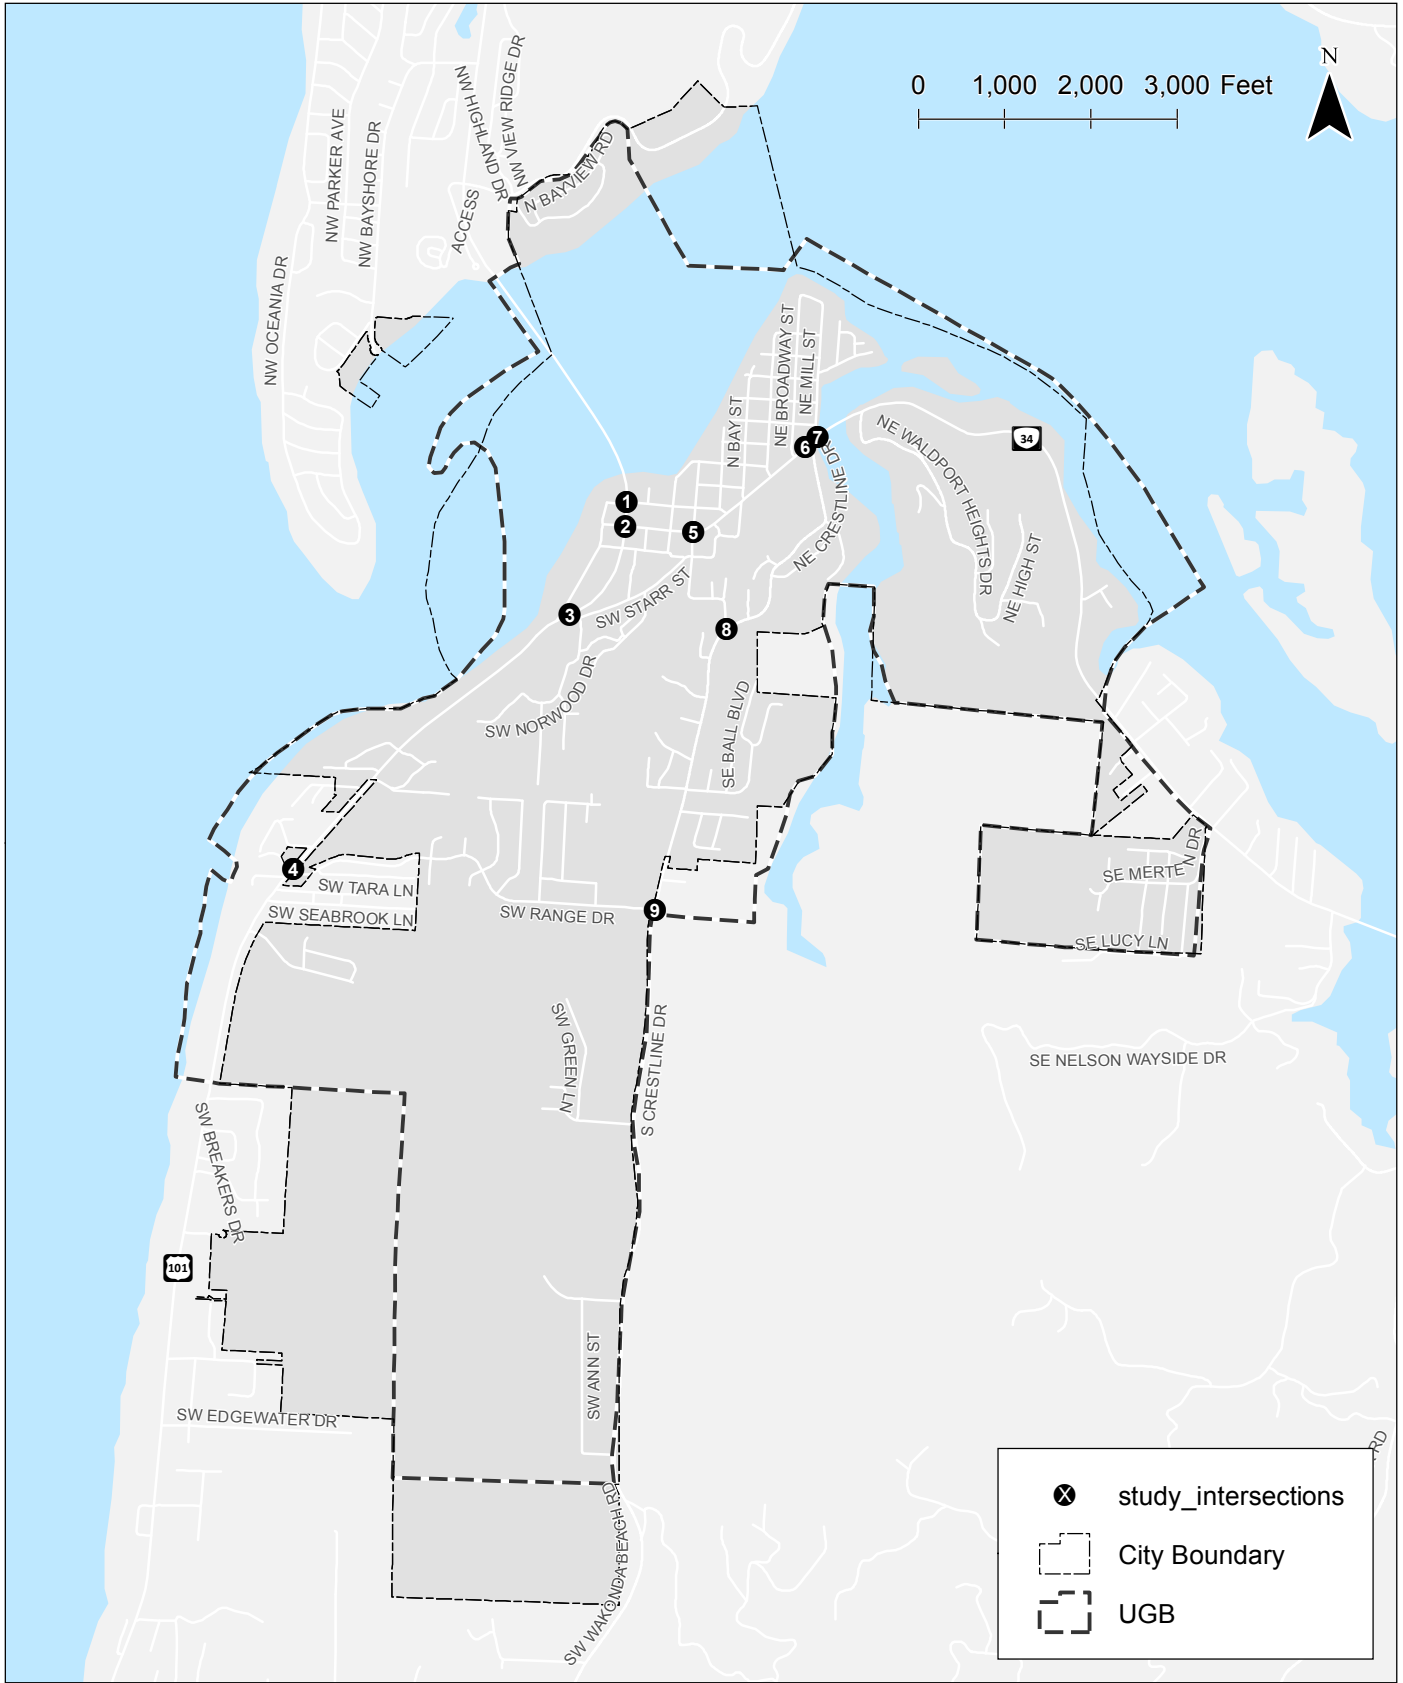 N
0 1,000 2,000 3,000 Feet
NW HIGHLAND DR
NW VIEW RIDGE DR
NW PARKER AVE
NW BAYSHORE DR
N BAYVIEW RD
ACCESS
NW OCEANIA DR
NE BROADWAY ST
NE MILL ST
N BAY ST
7
6
34
NE WALDPORT HEIGHTS DR
NE CRESTLINE DR
1
2
5
NE HIGH ST
3
SW STARR ST
8
SW NORWOOD DR
SE BALL BLVD
4
SW TARA LN
SE MERTEN DR
SW SEABROOK LN
SW RANGE DR
9
SE LUCY LN
SW GREEN LN
S CRESTLINE DR
SE NELSON WAYSIDE DR
SW BREAKERS DR
101
SW ANN ST
SW EDGEWATER DR
RD
SW WAKONDA BEACH RD
X study_intersections
City Boundary
UGB